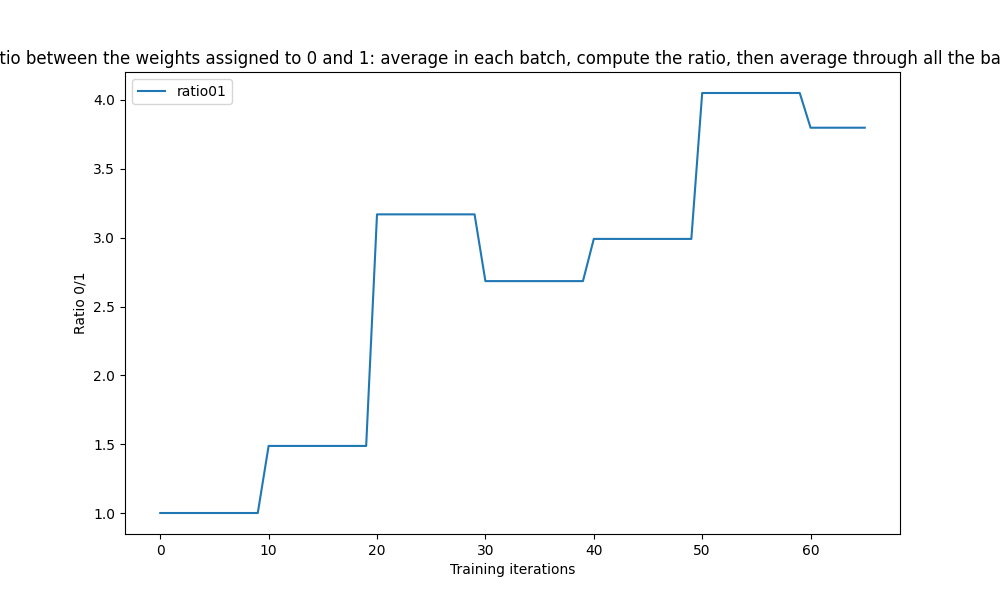 tio between the weights assigned to 0 and 1: average in each batch, compute the ratio, then average through all the ba
ratio01
4.0
3.5
3.0
2.5
2.0
1.5
1.0
Ratio 0/1
0 10 20 30 40 50 60
Training iterations